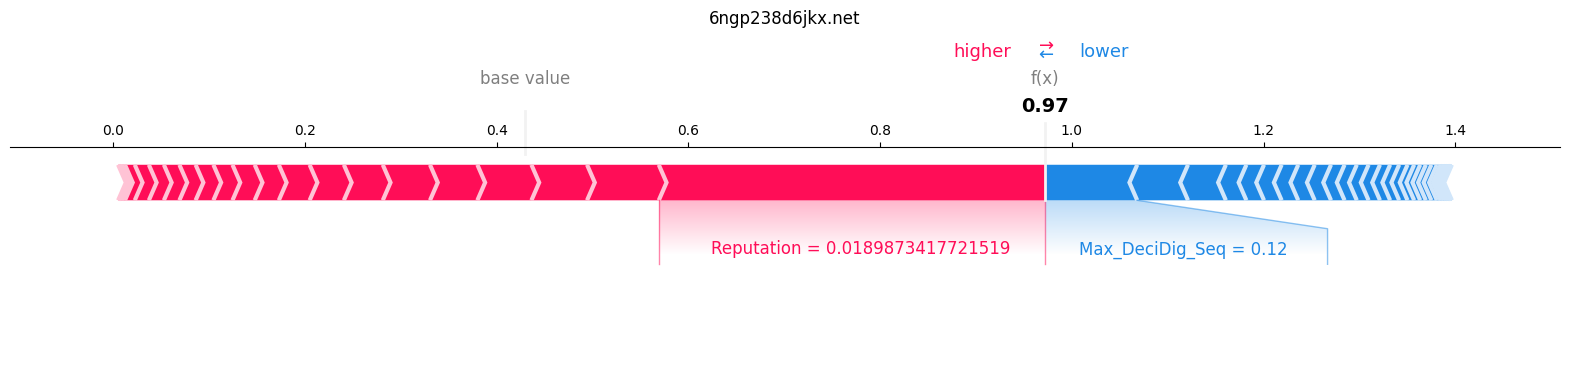 6ngp238d6jkx.net
higher ⇄ lower
base value f(x)
0.97
0.0 0.2 0.4 0.6 0.8 1.0 1.2 1.4
Reputation = 0.0189873417721519 Max_DeciDig_Seq = 0.12